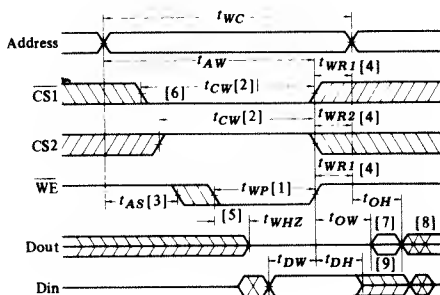 tWC
Address
tAW
tWR1 [4]
CS1
[6]
tCW[2]
tCW[2]
tWR2 [4]
CS2
tWR1 [4]
WE
tAS[3]
tWP[1]
tOH
[5]
tWHZ
tOW
[7]
[8]
Dout
tDW
tDH
[9]
Din